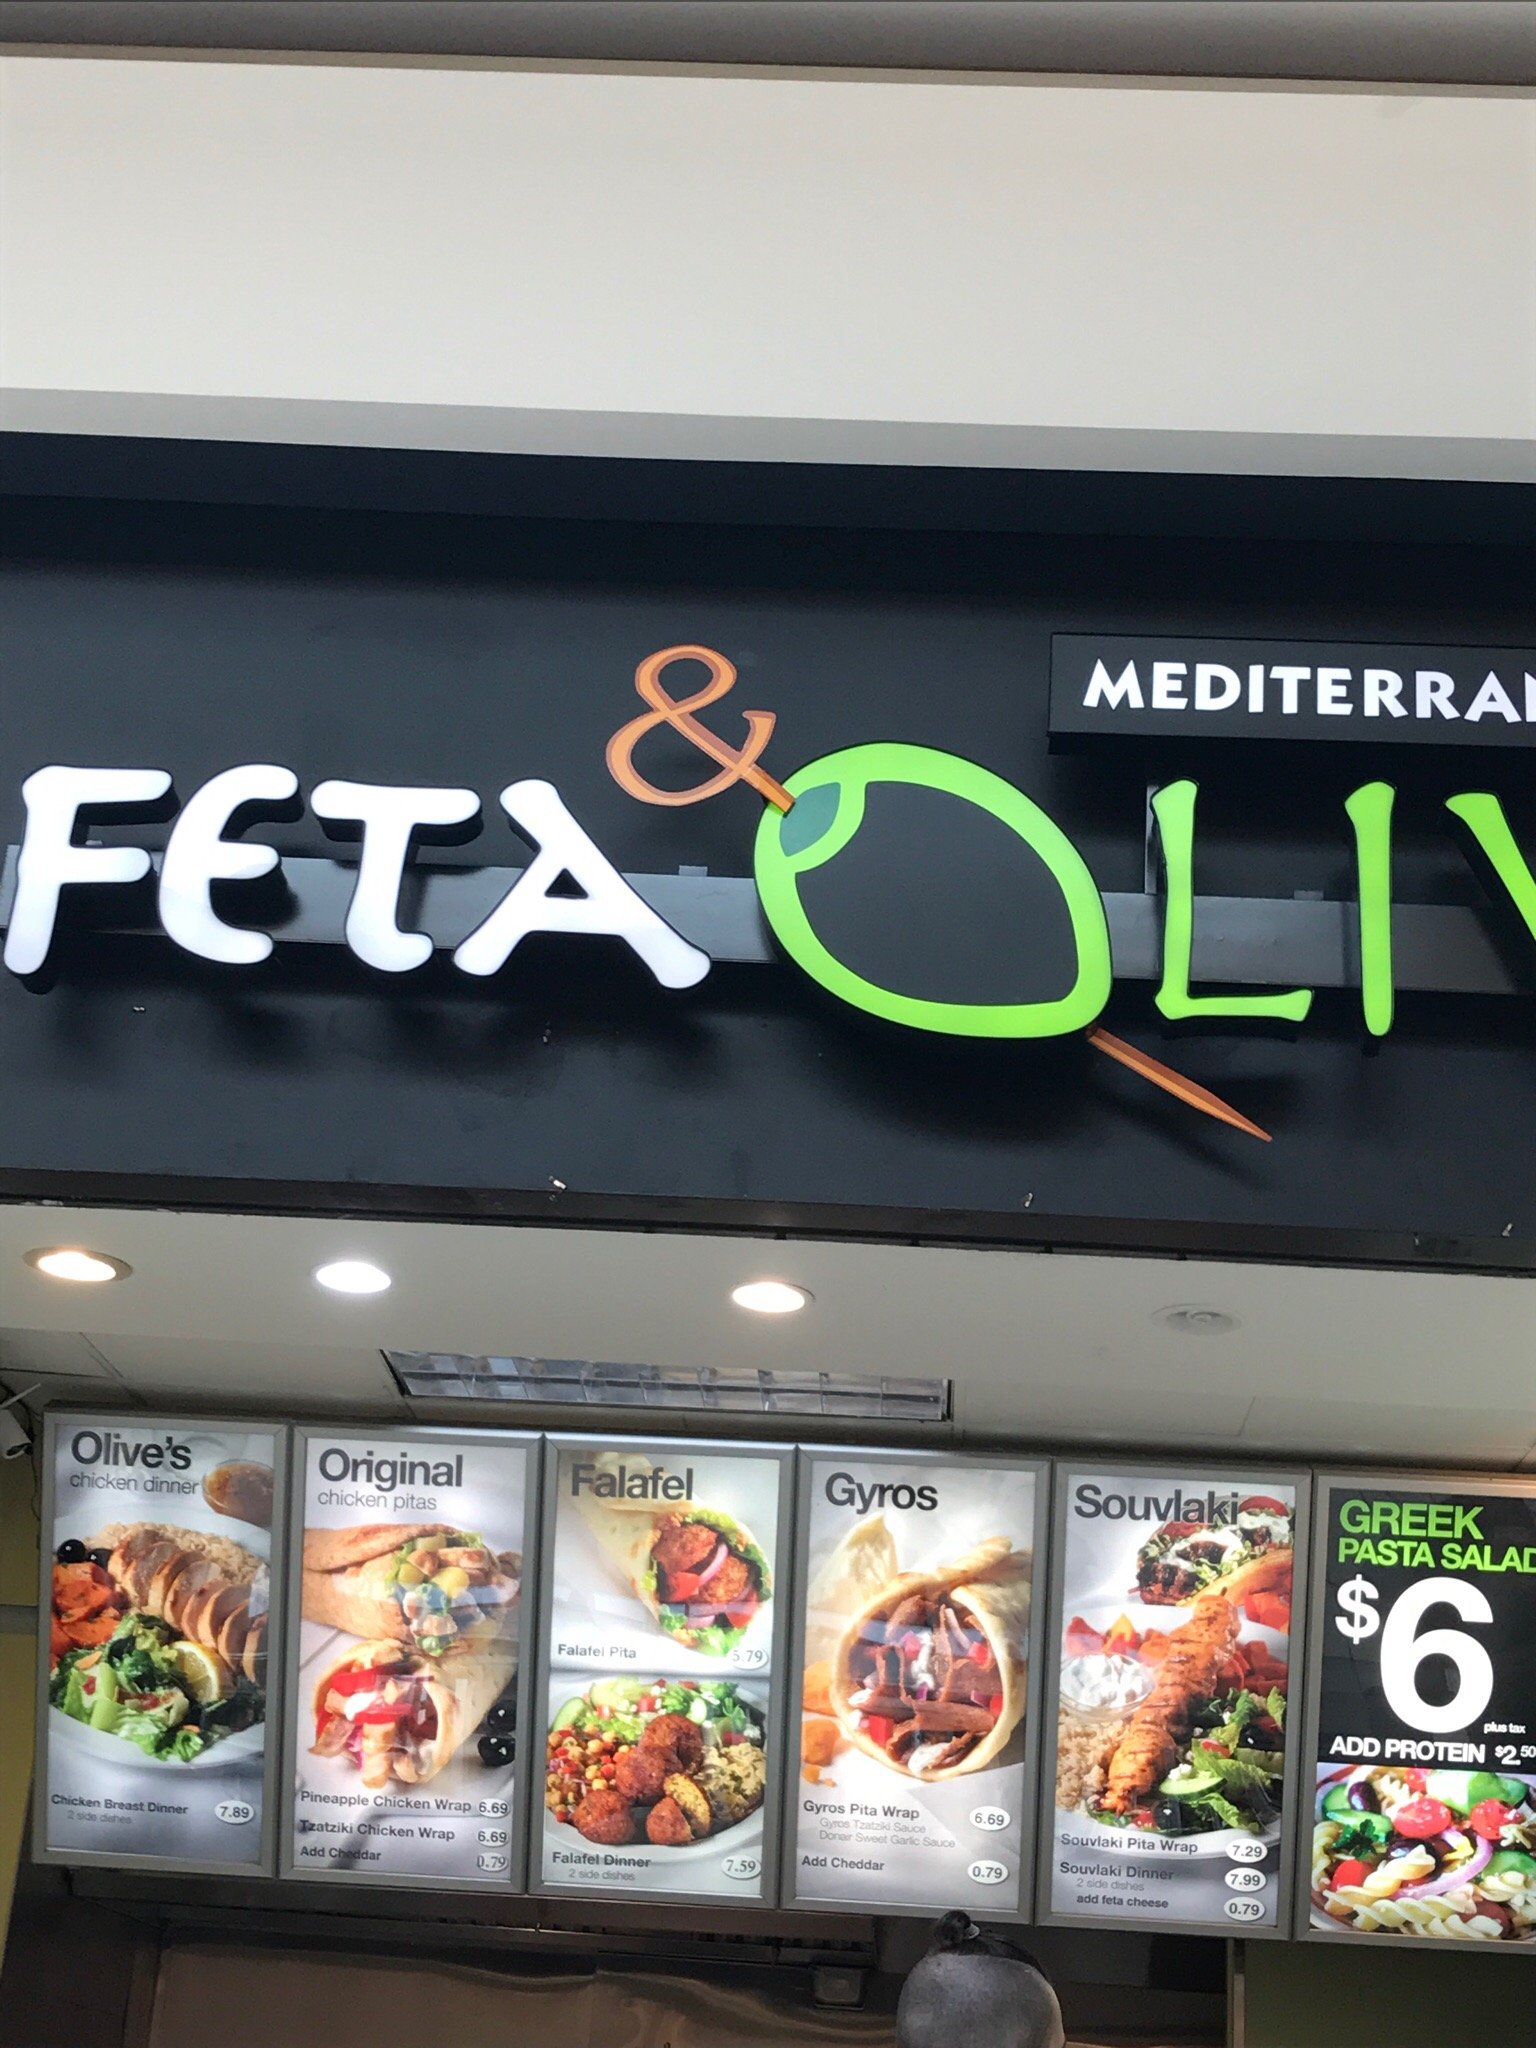 MEDITERRAN
FETA & OLIV
Olive's
chicken dinner
Chicken Breast Dinner 7.89
2 side dishes
Original
chicken pitas
Pineapple Chicken Wrap 6.69
Tzatziki Chicken Wrap 6.69
Add Cheddar 0.79
Falafel
Falafel Pita 5.79
Falafel Dinner 7.59
2 side dishes
Gyros
Gyros Pita Wrap 6.69
Gyros Tzatziki Sauce
Donair Sweet Garlic Sauce
Add Cheddar 0.79
Souvlaki
Souvlaki Pita Wrap 7.29
Souvlaki Dinner 7.99
2 side dishes
add feta cheese 0.79
GREEK
PASTA SALAD
$6
plus tax
ADD PROTEIN $2.50